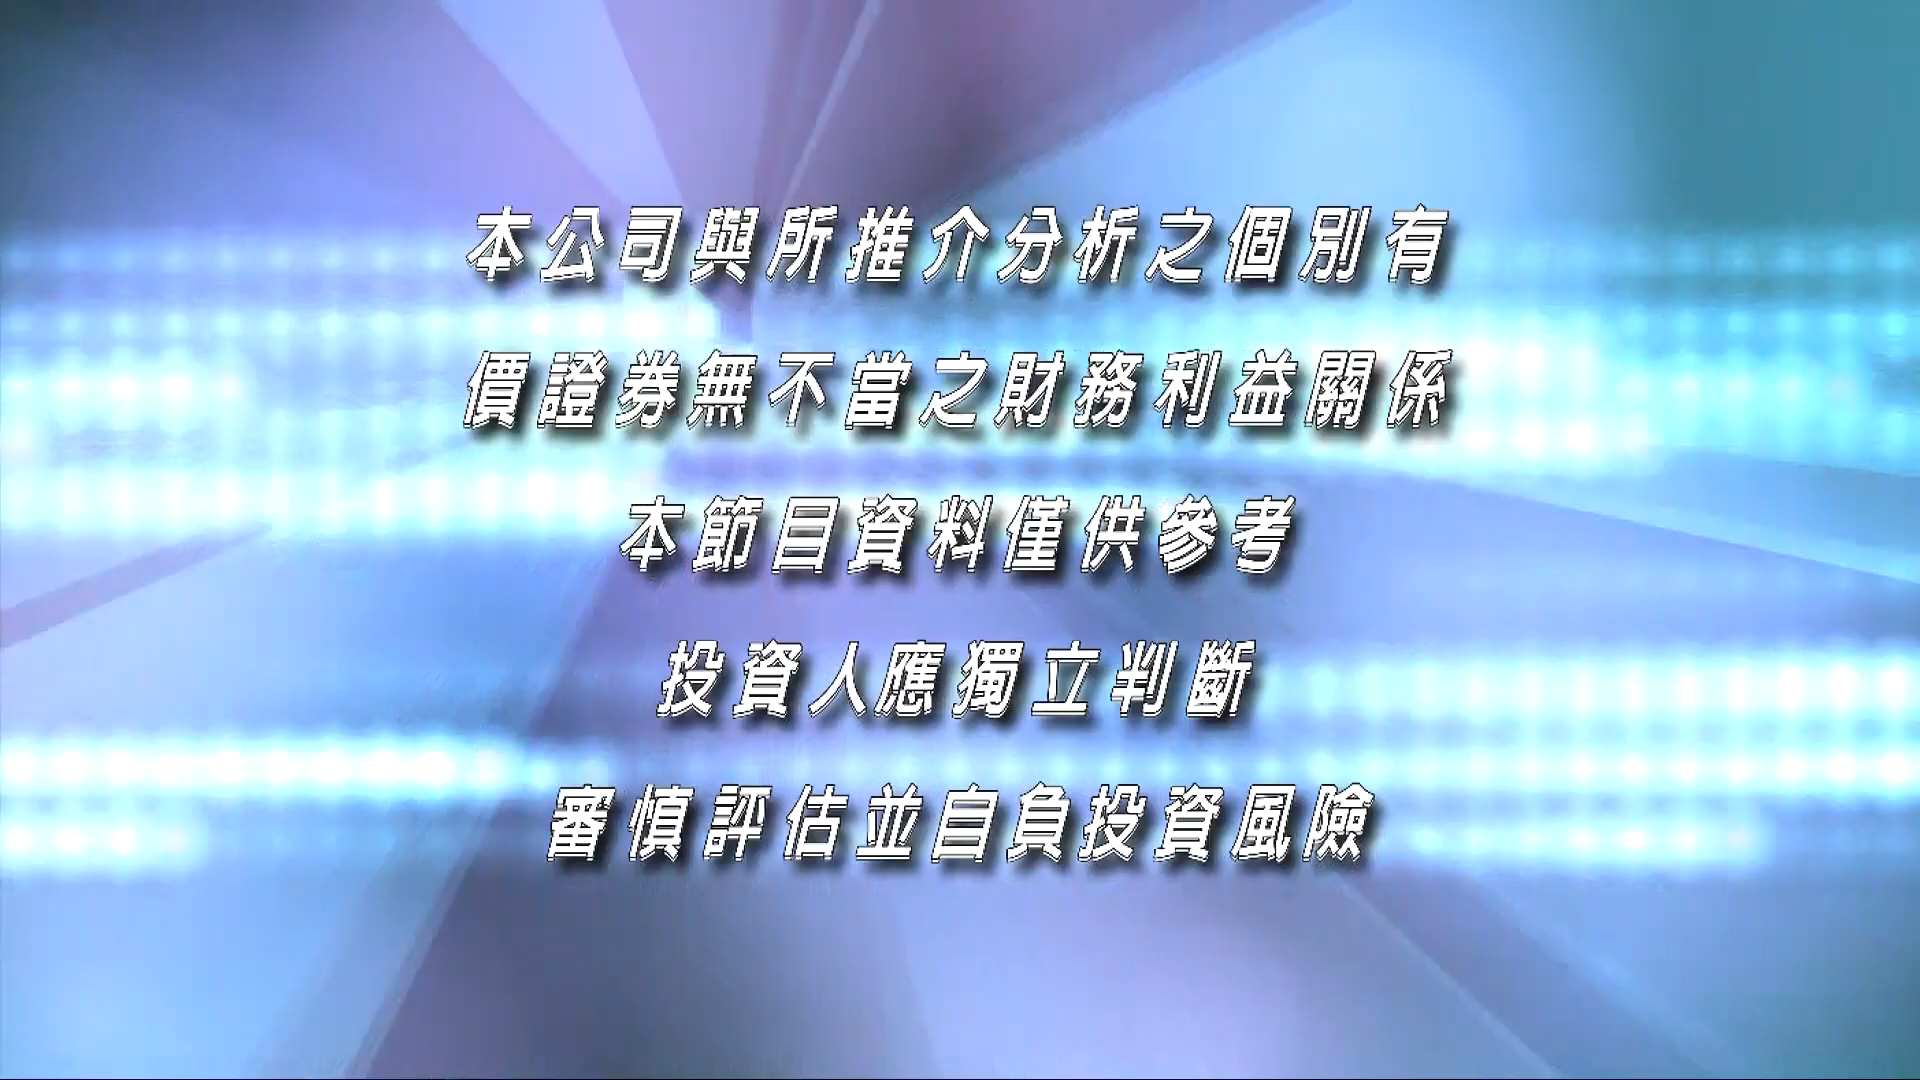 本公司與所推介分析之個別有
價證券無不當之財務利益關係
本節目資料僅供參考
投資人應獨立判斷
審慎評估並自負投資風險